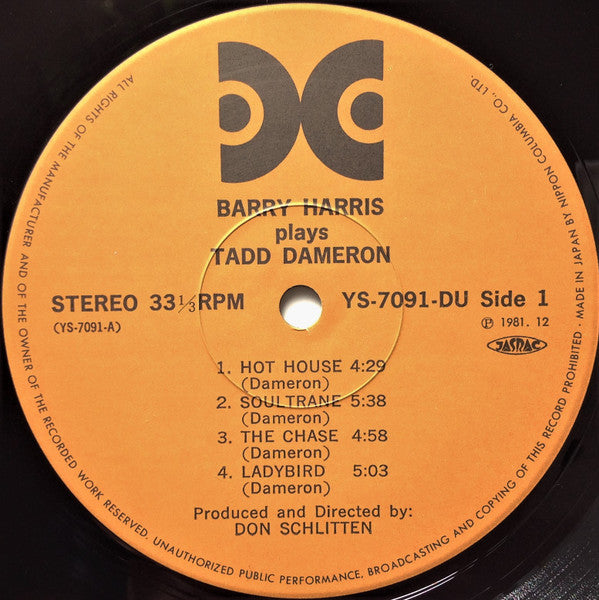 BARRY HARRIS
plays
TADD DAMERON
STEREO 33 1/3 RPM
(YS-7091-A)
YS-7091-DU Side 1
Ⓟ 1981. 12
JASRAC
1. HOT HOUSE 4:29
(Dameron)
2. SOULTRANE 5:38
(Dameron)
3. THE CHASE 4:58
(Dameron)
4. LADYBIRD 5:03
(Dameron)
Produced and Directed by:
DON SCHLITTEN
ALL RIGHTS OF THE MANUFACTURER AND OF THE OWNER OF THE RECORDED WORK RESERVED. UNAUTHORIZED PUBLIC PERFORMANCE, BROADCASTING AND COPYING OF THIS RECORD PROHIBITED · MADE IN JAPAN BY NIPPON COLUMBIA CO., LTD.